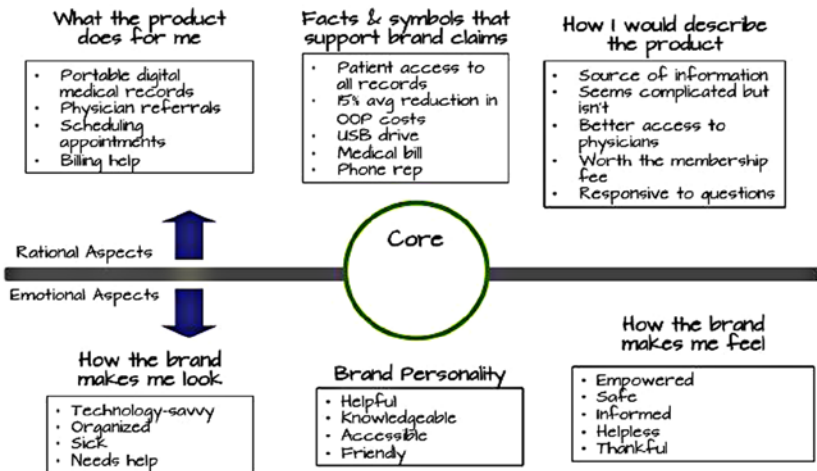 What the product
does for me
• Portable digital
medical records
• Physician referrals
• Scheduling
appointments
• Billing help
Facts & symbols that
support brand claims
• Patient access to
all records
• 15% avg reduction in
OOP costs
• USB drive
• Medical bill
• Phone rep
How I would describe
the product
• Source of information
• Seems complicated but
isn't
• Better access to
physicians
• Worth the membership
fee
• Responsive to questions
Rational Aspects
Core
Emotional Aspects
How the brand
makes me look
• Technology-savvy
• Organized
• Sick
• Needs help
Brand Personality
• Helpful
• Knowledgeable
• Accessible
• Friendly
How the brand
makes me feel
• Empowered
• Safe
• Informed
• Helpless
• Thankful